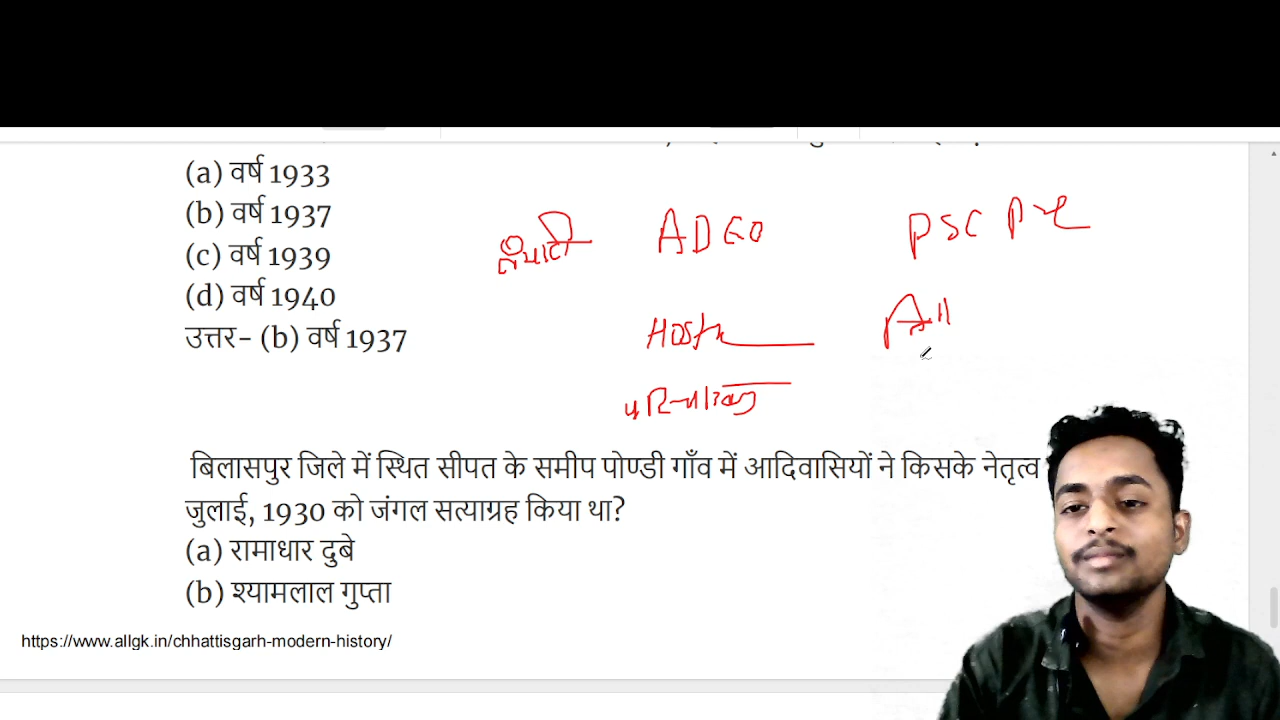 (a) वर्ष 1933
(b) वर्ष 1937
(c) वर्ष 1939
(d) वर्ष 1940
उत्तर- (b) वर्ष 1937
ADEO
PSC Pre
बिलासपुर जिले में स्थित सीपत के समीप पोण्डी गाँव में आदिवासियों ने किसके नेतृत्व
जुलाई, 1930 को जंगल सत्याग्रह किया था?
(a) रामाधार दुबे
(b) श्यामलाल गुप्ता
https://www.allgk.in/chhattisgarh-modern-history/